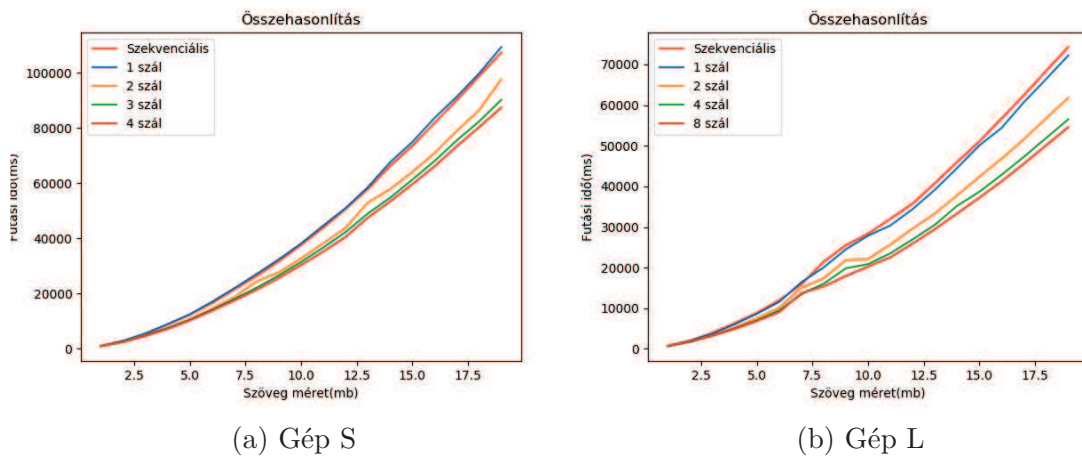 Összehasonlítás
Szekvenciális
1 szál
2 szál
3 szál
4 szál
100000
80000
60000
40000
20000
0
Futási idő(ms)
2.5 5.0 7.5 10.0 12.5 15.0 17.5
Szöveg méret(mb)
(a) Gép S
Összehasonlítás
Szekvenciális
1 szál
2 szál
4 szál
8 szál
70000
60000
50000
40000
30000
20000
10000
0
Futási idő(ms)
2.5 5.0 7.5 10.0 12.5 15.0 17.5
Szöveg méret(mb)
(b) Gép L